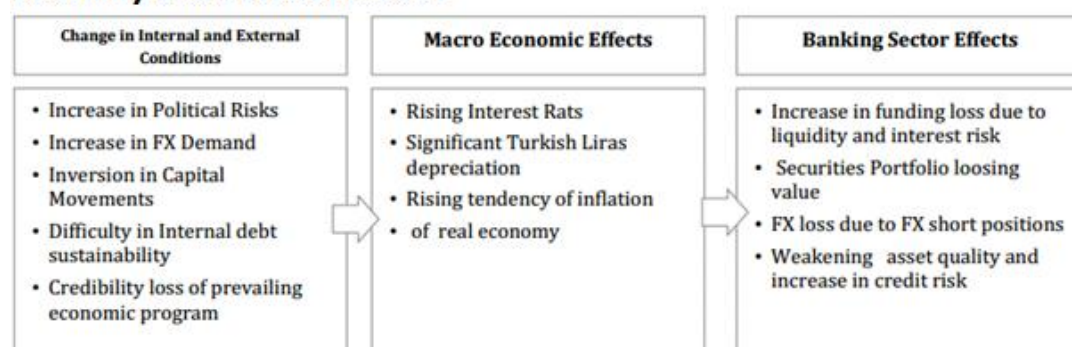 Change in Internal and External
Conditions
• Increase in Political Risks
• Increase in FX Demand
• Inversion in Capital
Movements
• Difficulty in Internal debt
sustainability
• Credibility loss of prevailing
economic program
Macro Economic Effects
• Rising Interest Rats
• Significant Turkish Liras
depreciation
• Rising tendency of inflation
• of real economy
Banking Sector Effects
• Increase in funding loss due to
liquidity and interest risk
• Securities Portfolio loosing
value
• FX loss due to FX short positions
• Weakening asset quality and
increase in credit risk